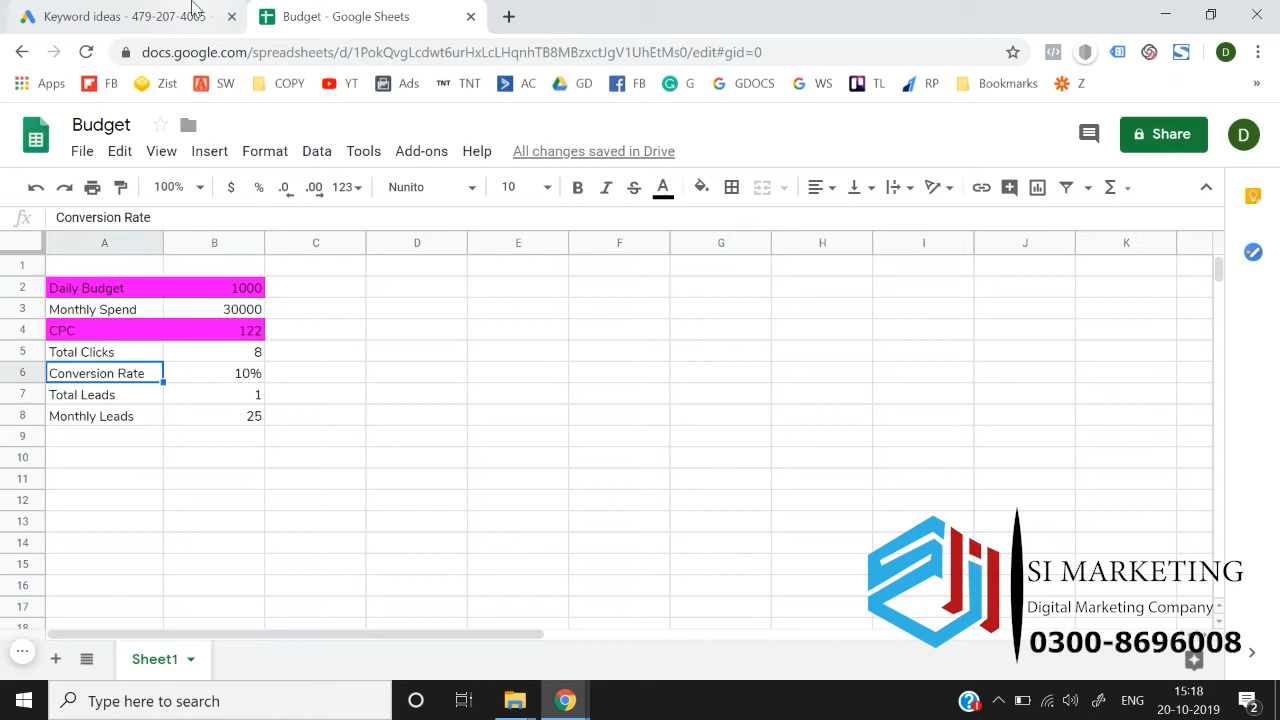 Keyword ideas - 479-207-4065
Budget - Google Sheets
docs.google.com/spreadsheets/d/1PokQvgLcdwt6urHxLcLHqnhTB8MBzxctJgV1UhEtMs0/edit#gid=0
D
Apps FB Zist SW COPY YT Ads TNT TNT AC GD FB G GDOCS WS TL RP Bookmarks Z »
Budget
File Edit View Insert Format Data Tools Add-ons Help All changes saved in Drive
Share
D
100% $ % .0 .00 123 Nunito 10 B I S A Σ
fx Conversion Rate
A B C D E F G H I J K
1
2 Daily Budget 1000
3 Monthly Spend 30000
4 CPC 122
5 Total Clicks 8
6 Conversion Rate 10%
7 Total Leads 1
8 Monthly Leads 25
9
10
11
12
13
14
15
16
17
18
SI MARKETING
Digital Marketing Company
0300-8696008
Sheet1
Type here to search
ENG
15:18
20-10-2019
2